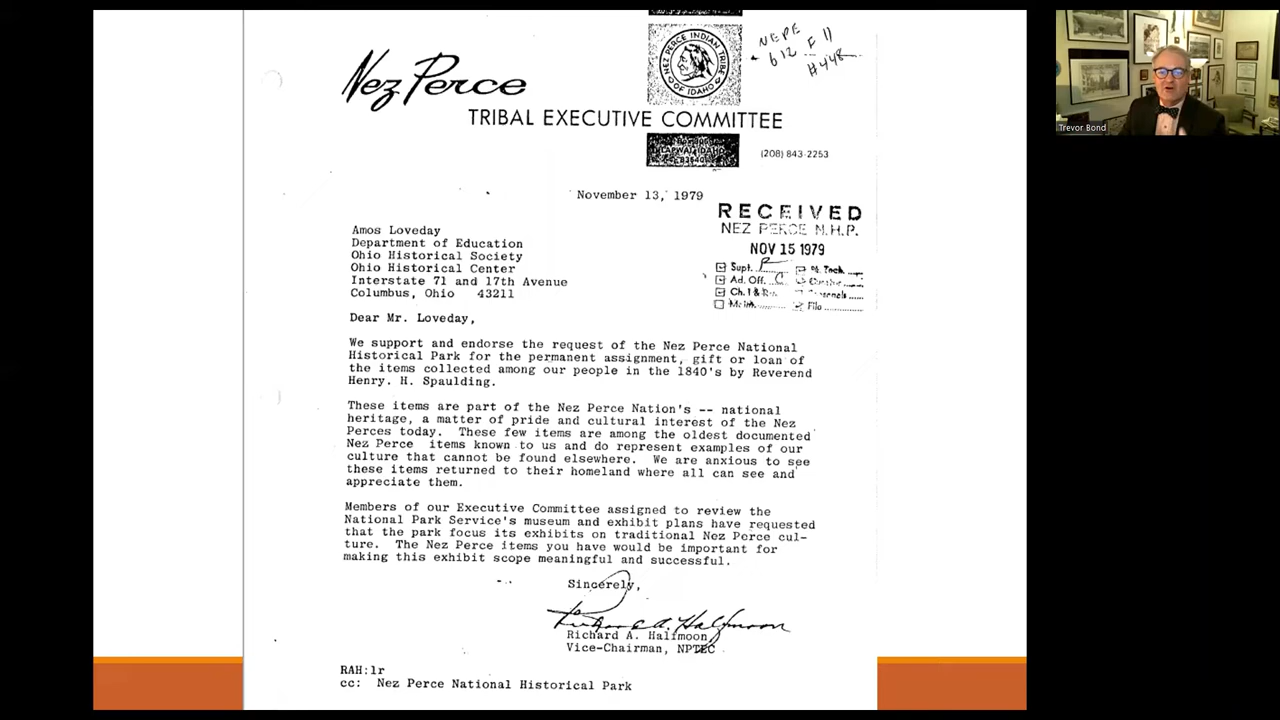 Nez Perce
TRIBAL EXECUTIVE COMMITTEE
NEZ PERCE INDIAN TRIBE
OF IDAHO
NEPE
612 F 11
#448
LAPWAI, IDAHO
83540
(208) 843-2253
November 13, 1979
RECEIVED
NEZ PERCE N.H.P.
NOV 15 1979
Supt.
Ad. Off.
Ch. I &
File
Amos Loveday
Department of Education
Ohio Historical Society
Ohio Historical Center
Interstate 71 and 17th Avenue
Columbus, Ohio 43211
Dear Mr. Loveday,
We support and endorse the request of the Nez Perce National
Historical Park for the permanent assignment, gift or loan of
the items collected among our people in the 1840's by Reverend
Henry. H. Spaulding.
These items are part of the Nez Perce Nation's -- national
heritage, a matter of pride and cultural interest of the Nez
Perces today. These few items are among the oldest documented
Nez Perce items known to us and do represent examples of our
culture that cannot be found elsewhere. We are anxious to see
these items returned to their homeland where all can see and
appreciate them.
Members of our Executive Committee assigned to review the
National Park Service's museum and exhibit plans have requested
that the park focus its exhibits on traditional Nez Perce cul-
ture. The Nez Perce items you have would be important for
making this exhibit scope meaningful and successful.
Sincerely,
Richard A. Halfmoon
Richard A. Halfmoon
Vice-Chairman, NPTEC
RAH:lr
cc: Nez Perce National Historical Park
Trevor Bond